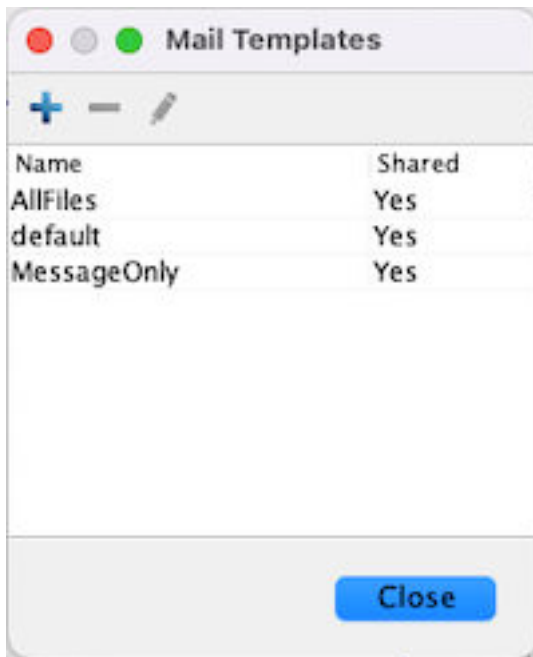 Mail Templates
Name Shared
AllFiles Yes
default Yes
MessageOnly Yes
Close